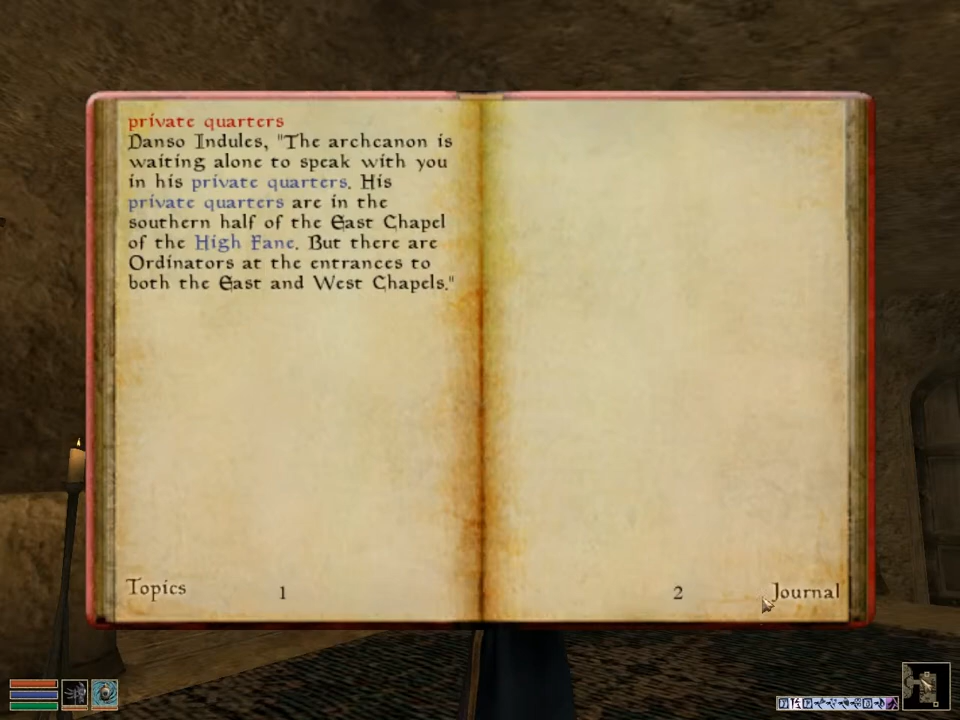 private quarters
Danso Indules, "The archcanon is
waiting alone to speak with you
in his private quarters. His
private quarters are in the
southern half of the East Chapel
of the High Fane. But there are
Ordinators at the entrances to
both the East and West Chapels."
Topics
1
2
Journal